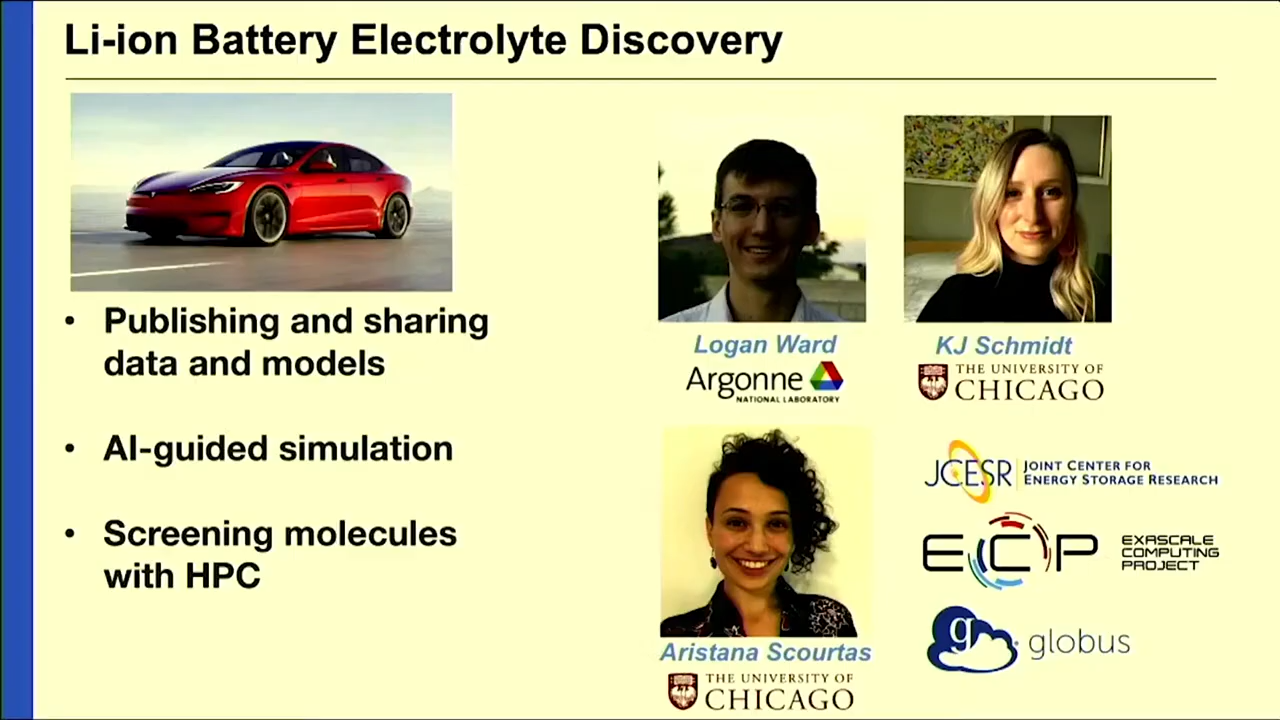 Li-ion Battery Electrolyte Discovery
• Publishing and sharing
data and models
• AI-guided simulation
• Screening molecules
with HPC
Logan Ward
Argonne
NATIONAL LABORATORY
KJ Schmidt
THE UNIVERSITY OF
CHICAGO
Aristana Scourtas
THE UNIVERSITY OF
CHICAGO
JCESR
JOINT CENTER FOR
ENERGY STORAGE RESEARCH
ECP
EXASCALE
COMPUTING
PROJECT
g
globus